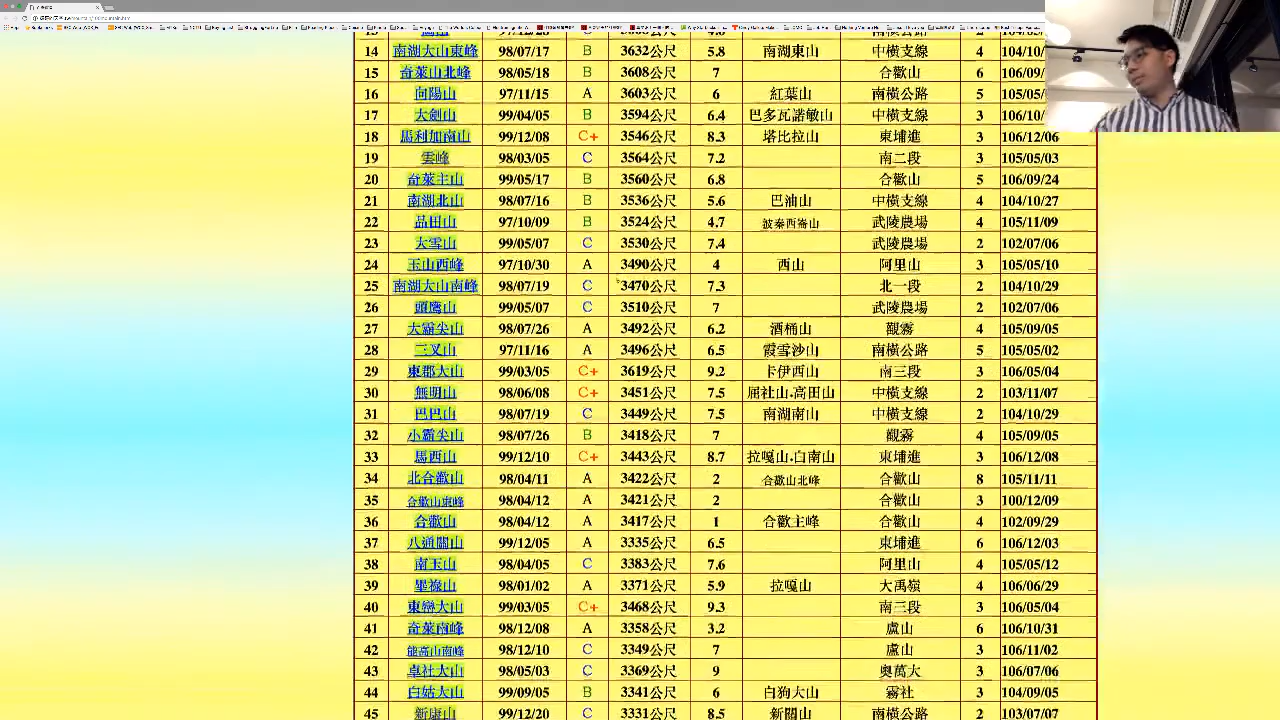 14 南湖大山東峰 98/07/17 B 3632公尺 5.8 南湖東山 中橫支線 4 104/10/
15 奇萊山北峰 98/05/18 B 3608公尺 7 合歡山 6 106/09/
16 向陽山 97/11/15 A 3603公尺 6 紅葉山 南橫公路 5 105/05/0
17 大劍山 99/04/05 B 3594公尺 6.4 巴多瓦諾敏山 中橫支線 3 106/10/
18 馬利加南山 99/12/08 C+ 3546公尺 8.3 塔比拉山 東埔進 3 106/12/06
19 雲峰 98/03/05 C 3564公尺 7.2 南二段 3 105/05/03
20 奇萊主山 99/05/17 B 3560公尺 6.8 合歡山 5 106/09/24
21 南湖北山 98/07/16 B 3536公尺 5.6 巴油山 中橫支線 4 104/10/27
22 品田山 97/10/09 B 3524公尺 4.7 披秦西崙山 武陵農場 4 105/11/09
23 大雪山 99/05/07 C 3530公尺 7.4 武陵農場 2 102/07/06
24 玉山西峰 97/10/30 A 3490公尺 4 西山 阿里山 3 105/05/10
25 南湖大山南峰 98/07/19 C 3470公尺 7.3 北一段 2 104/10/29
26 頭鷹山 99/05/07 C 3510公尺 7 武陵農場 2 102/07/06
27 大霸尖山 98/07/26 A 3492公尺 6.2 酒桶山 觀霧 4 105/09/05
28 三叉山 97/11/16 A 3496公尺 6.5 霞雪沙山 南橫公路 5 105/05/02
29 東郡大山 99/03/05 C+ 3619公尺 9.2 卡伊西山 南三段 3 106/05/04
30 無明山 98/06/08 C+ 3451公尺 7.5 屈社山.高田山 中橫支線 2 103/11/07
31 巴巴山 98/07/19 C 3449公尺 7.5 南湖南山 中橫支線 2 104/10/29
32 小霸尖山 98/07/26 B 3418公尺 7 觀霧 4 105/09/05
33 馬西山 99/12/10 C+ 3443公尺 8.7 拉嘎山.白南山 東埔進 3 106/12/08
34 北合歡山 98/04/11 A 3422公尺 2 合歡山北峰 合歡山 8 105/11/11
35 合歡山東峰 98/04/12 A 3421公尺 2 合歡山 3 100/12/09
36 合歡山 98/04/12 A 3417公尺 1 合歡主峰 合歡山 4 102/09/29
37 八通關山 99/12/05 A 3335公尺 6.5 東埔進 6 106/12/03
38 南玉山 98/04/05 C 3383公尺 7.6 阿里山 4 105/05/12
39 畢祿山 98/01/02 A 3371公尺 5.9 拉嘎山 大禹嶺 4 106/06/29
40 東巒大山 99/03/05 C+ 3468公尺 9.3 南三段 3 106/05/04
41 奇萊南峰 98/12/08 A 3358公尺 3.2 盧山 6 106/10/31
42 能高山南峰 98/12/10 C 3349公尺 7 盧山 3 106/11/02
43 卓社大山 98/05/03 C 3369公尺 9 奧萬大 3 106/07/06
44 白姑大山 99/09/05 B 3341公尺 6 白狗大山 霧社 3 104/09/05
45 新康山 99/12/20 C 3331公尺 8.5 新關山 南橫公路 2 103/07/07